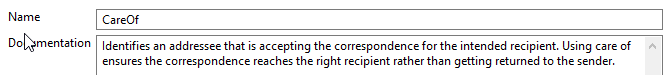 Name
CareOf
Documentation
Identifies an addressee that is accepting the correspondence for the intended recipient. Using care of
ensures the correspondence reaches the right recipient rather than getting returned to the sender.